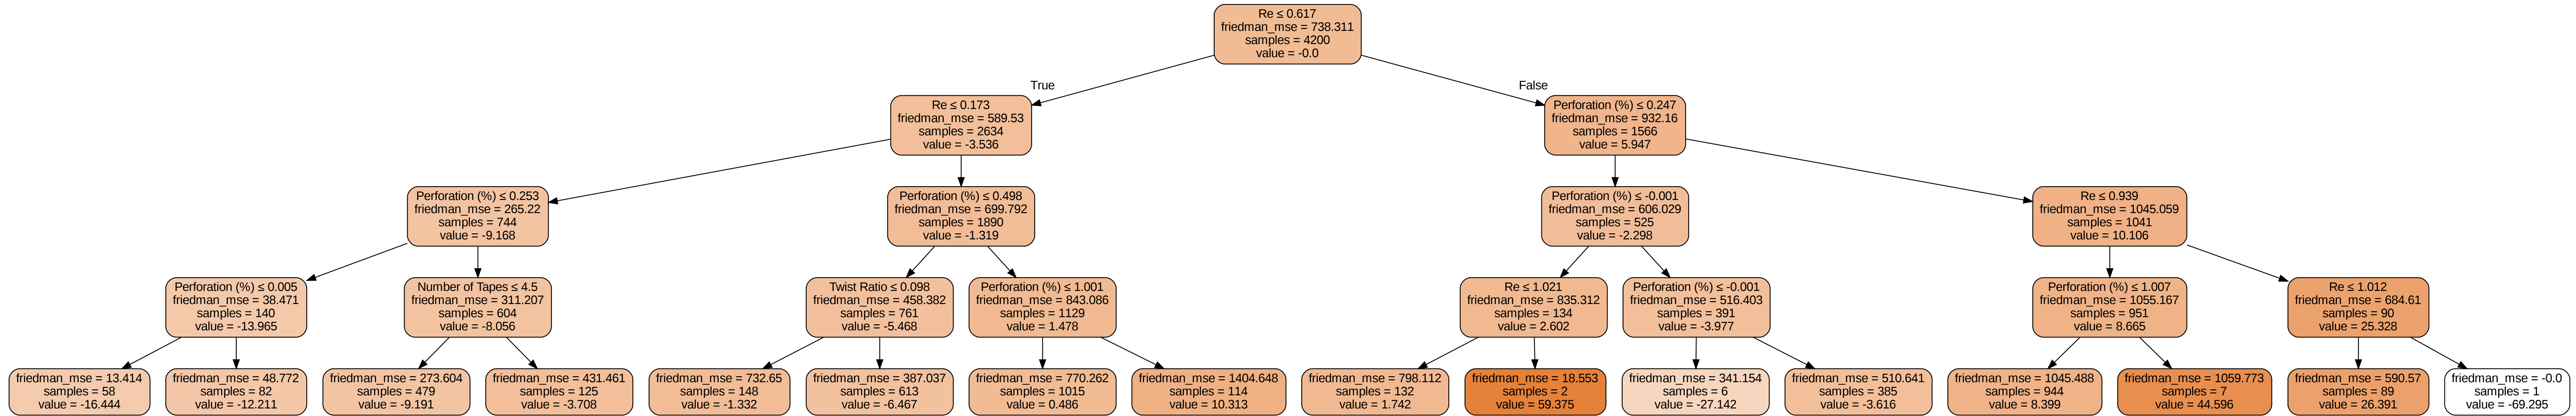 Re ≤ 0.617
friedman_mse = 738.311
samples = 4200
value = -0.0
True
False
Re ≤ 0.173
friedman_mse = 589.53
samples = 2634
value = -3.536
Perforation (%) ≤ 0.247
friedman_mse = 932.16
samples = 1566
value = 5.947
Perforation (%) ≤ 0.253
friedman_mse = 265.22
samples = 744
value = -9.168
Perforation (%) ≤ 0.498
friedman_mse = 699.792
samples = 1890
value = -1.319
Perforation (%) ≤ -0.001
friedman_mse = 606.029
samples = 525
value = -2.298
Re ≤ 0.939
friedman_mse = 1045.059
samples = 1041
value = 10.106
Perforation (%) ≤ 0.005
friedman_mse = 38.471
samples = 140
value = -13.965
Number of Tapes ≤ 4.5
friedman_mse = 311.207
samples = 604
value = -8.056
Twist Ratio ≤ 0.098
friedman_mse = 458.382
samples = 761
value = -5.468
Perforation (%) ≤ 1.001
friedman_mse = 843.086
samples = 1129
value = 1.478
Re ≤ 1.021
friedman_mse = 835.312
samples = 134
value = 2.602
Perforation (%) ≤ -0.001
friedman_mse = 516.403
samples = 391
value = -3.977
Perforation (%) ≤ 1.007
friedman_mse = 1055.167
samples = 951
value = 8.665
Re ≤ 1.012
friedman_mse = 684.61
samples = 90
value = 25.328
friedman_mse = 13.414
samples = 58
value = -16.444
friedman_mse = 48.772
samples = 82
value = -12.211
friedman_mse = 273.604
samples = 479
value = -9.191
friedman_mse = 431.461
samples = 125
value = -3.708
friedman_mse = 732.65
samples = 148
value = -1.332
friedman_mse = 387.037
samples = 613
value = -6.467
friedman_mse = 770.262
samples = 1015
value = 0.486
friedman_mse = 1404.648
samples = 114
value = 10.313
friedman_mse = 798.112
samples = 132
value = 1.742
friedman_mse = 18.553
samples = 2
value = 59.375
friedman_mse = 341.154
samples = 6
value = -27.142
friedman_mse = 510.641
samples = 385
value = -3.616
friedman_mse = 1045.488
samples = 944
value = 8.399
friedman_mse = 1059.773
samples = 7
value = 44.596
friedman_mse = 590.57
samples = 89
value = 26.391
friedman_mse = -0.0
samples = 1
value = -69.295